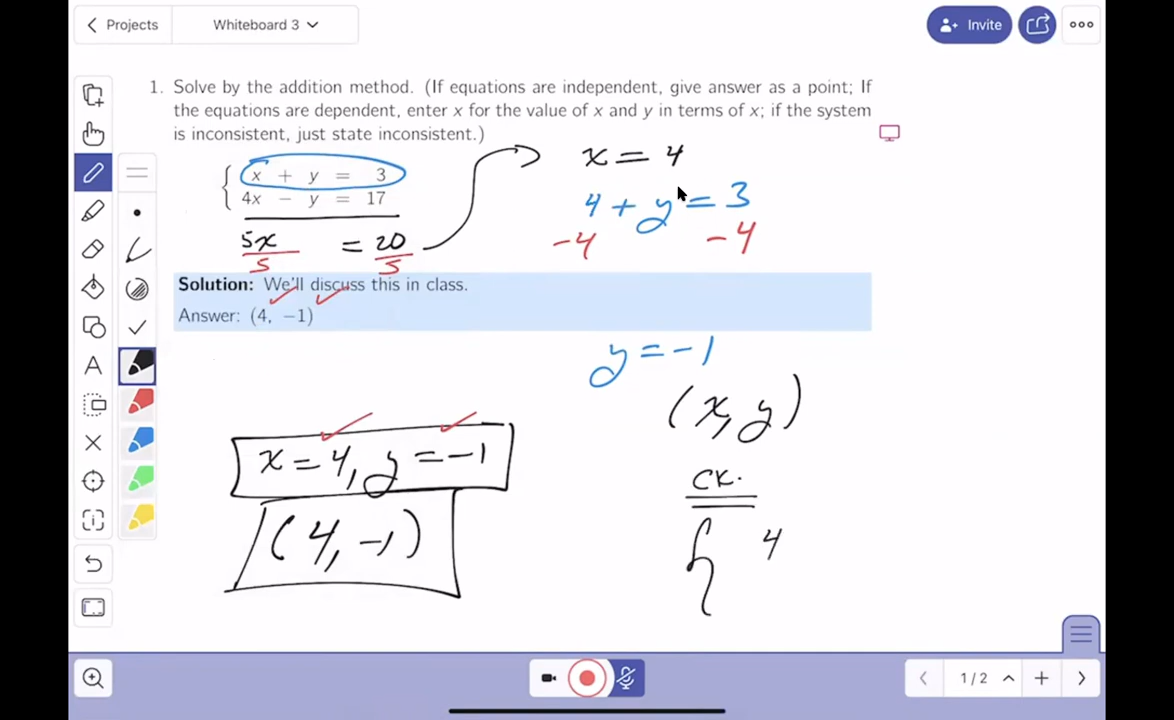 Projects
Whiteboard 3
Invite
1. Solve by the addition method. (If equations are independent, give answer as a point; If
the equations are dependent, enter x for the value of x and y in terms of x; if the system
is inconsistent, just state inconsistent.)
x + y = 3
4x − y = 17
5x = 20
5 5
x = 4
4 + y = 3
-4 -4
Solution: We'll discuss this in class.
Answer: (4, −1)
y = -1
(x, y)
x = 4, y = -1
(4, -1)
CK.
4
A
1/2